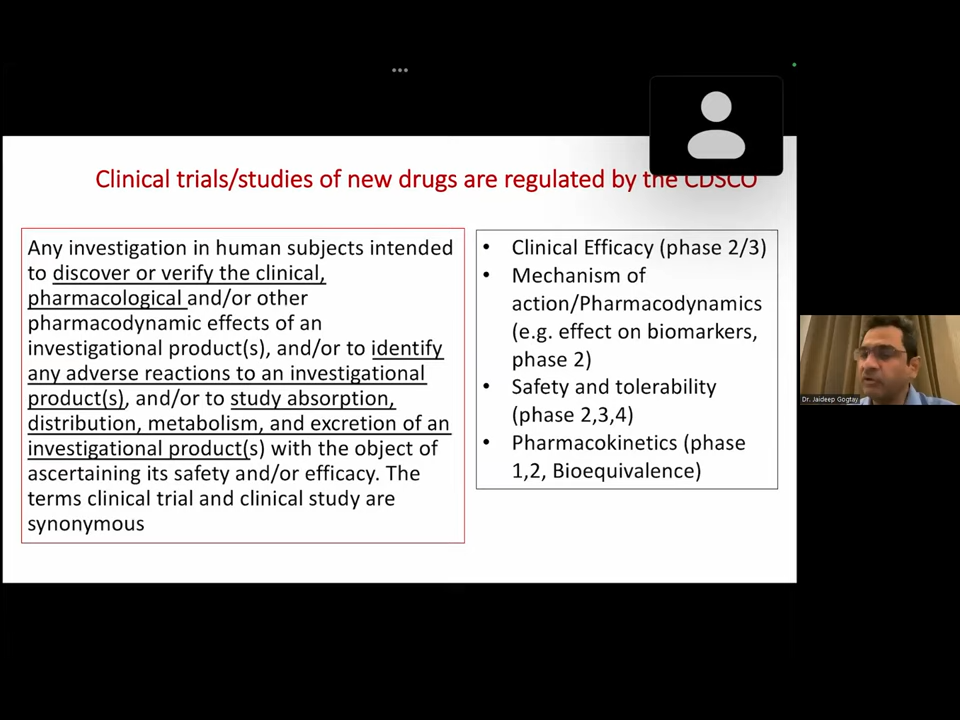 Clinical trials/studies of new drugs are regulated by the CDSCO
Any investigation in human subjects intended
to discover or verify the clinical,
pharmacological and/or other
pharmacodynamic effects of an
investigational product(s), and/or to identify
any adverse reactions to an investigational
product(s), and/or to study absorption,
distribution, metabolism, and excretion of an
investigational product(s) with the object of
ascertaining its safety and/or efficacy. The
terms clinical trial and clinical study are
synonymous
• Clinical Efficacy (phase 2/3)
• Mechanism of
action/Pharmacodynamics
(e.g. effect on biomarkers,
phase 2)
• Safety and tolerability
(phase 2,3,4)
• Pharmacokinetics (phase
1,2, Bioequivalence)
Dr. Jaideep Gogtay